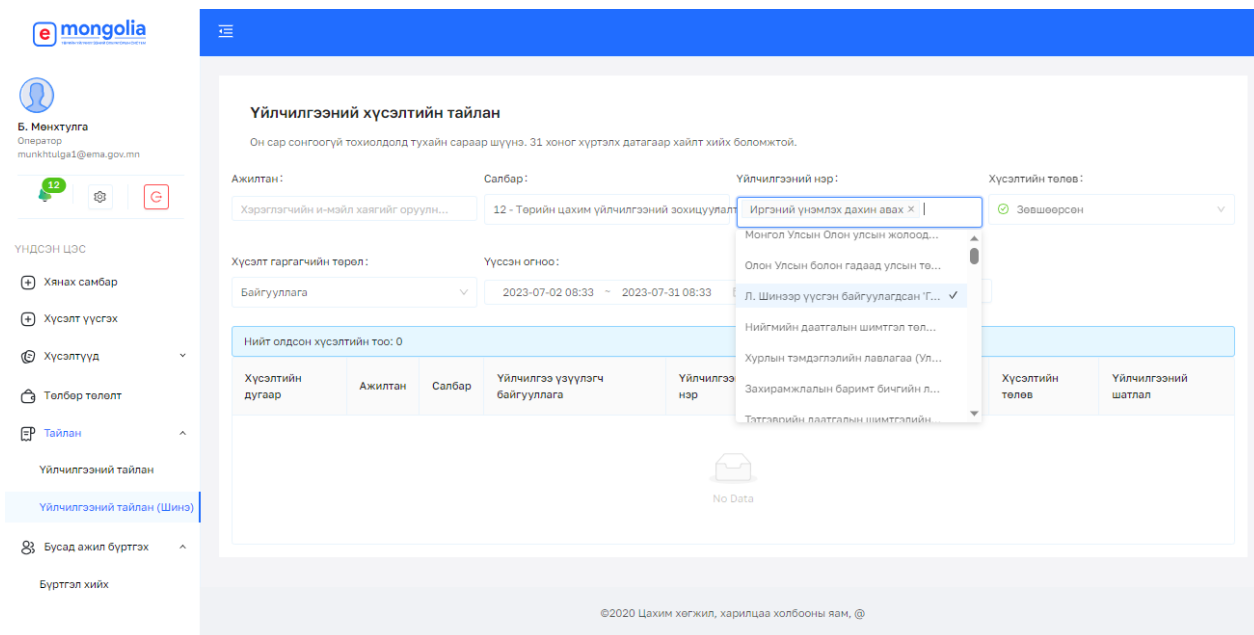 e mongolia
Б. Мөнхтулга
Оператор
munkhtulga1@ema.gov.mn
12
ҮНДСЭН ЦЭС
Хянах самбар
Хүсэлт үүсгэх
Хүсэлтүүд
Төлбөр төлөлт
Тайлан
Үйлчилгээний тайлан
Үйлчилгээний тайлан (Шинэ)
Бусад ажил бүртгэх
Бүртгэл хийх
Үйлчилгээний хүсэлтийн тайлан
Он сар сонгоогүй тохиолдолд тухайн сараар шүүнэ. 31 хоног хүртэлх датагаар хайлт хийх боломжтой.
Ажилтан:
Хэрэглэгчийн и-мэйл хаягийг оруулн...
Салбар:
12 - Төрийн цахим үйлчилгээний зохицуулалт
Үйлчилгээний нэр:
Иргэний үнэмлэх дахин авах ×
Хүсэлтийн төлөв:
Зөвшөөрсөн
Хүсэлт гаргагчийн төрөл:
Байгууллага
Үүссэн огноо:
2023-07-02 08:33 ~ 2023-07-31 08:33
Монгол Улсын Олон улсын жолоод...
Олон Улсын болон гадаад улсын тө...
Л. Шинээр үүсгэн байгуулагдсан 'Г...
Нийгмийн даатгалын шимтгэл төл...
Хурлын тэмдэглэлийн лавлагаа (Ул...
Захирамжлалын баримт бичгийн л...
Тэтгэврийн даатгалын шимтгэлийн...
Нийт олдсон хүсэлтийн тоо: 0
Хүсэлтийн дугаар
Ажилтан
Салбар
Үйлчилгээ үзүүлэгч байгууллага
Үйлчилгээ нэр
Хүсэлтийн төлөв
Үйлчилгээний шатлал
No Data
©2020 Цахим хөгжил, харилцаа холбооны яам, @